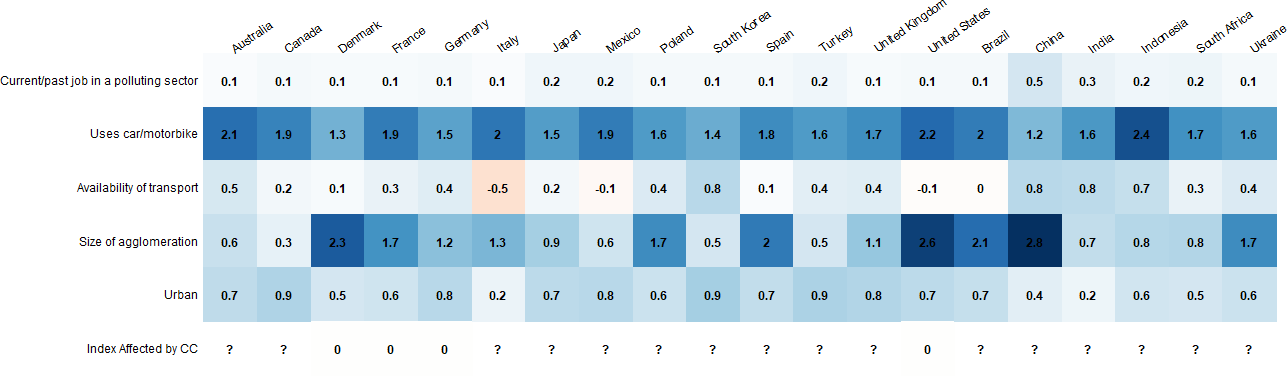 Australia Canada Denmark France Germany Italy Japan Mexico Poland South Korea Spain Turkey United Kingdom United States Brazil China India Indonesia South Africa Ukraine
Current/past job in a polluting sector 0.1 0.1 0.1 0.1 0.1 0.1 0.2 0.2 0.1 0.1 0.1 0.2 0.1 0.1 0.1 0.5 0.3 0.2 0.2 0.1
Uses car/motorbike 2.1 1.9 1.3 1.9 1.5 2 1.5 1.9 1.6 1.4 1.8 1.6 1.7 2.2 2 1.2 1.6 2.4 1.7 1.6
Availability of transport 0.5 0.2 0.1 0.3 0.4 -0.5 0.2 -0.1 0.4 0.8 0.1 0.4 0.4 -0.1 0 0.8 0.8 0.7 0.3 0.4
Size of agglomeration 0.6 0.3 2.3 1.7 1.2 1.3 0.9 0.6 1.7 0.5 2 0.5 1.1 2.6 2.1 2.8 0.7 0.8 0.8 1.7
Urban 0.7 0.9 0.5 0.6 0.8 0.2 0.7 0.8 0.6 0.9 0.7 0.9 0.8 0.7 0.7 0.4 0.2 0.6 0.5 0.6
Index Affected by CC ? ? 0 0 0 ? ? ? ? ? ? ? ? 0 ? ? ? ? ? ?